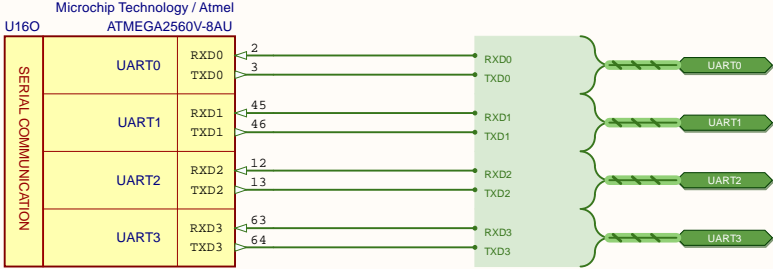 Microchip Technology / Atmel
U16O ATMEGA2560V-8AU
SERIAL COMMUNICATION
UART0 RXD0 2 RXD0 UART0
TXD0 3 TXD0
UART1 RXD1 45 RXD1 UART1
TXD1 46 TXD1
UART2 RXD2 12 RXD2 UART2
TXD2 13 TXD2
UART3 RXD3 63 RXD3 UART3
TXD3 64 TXD3